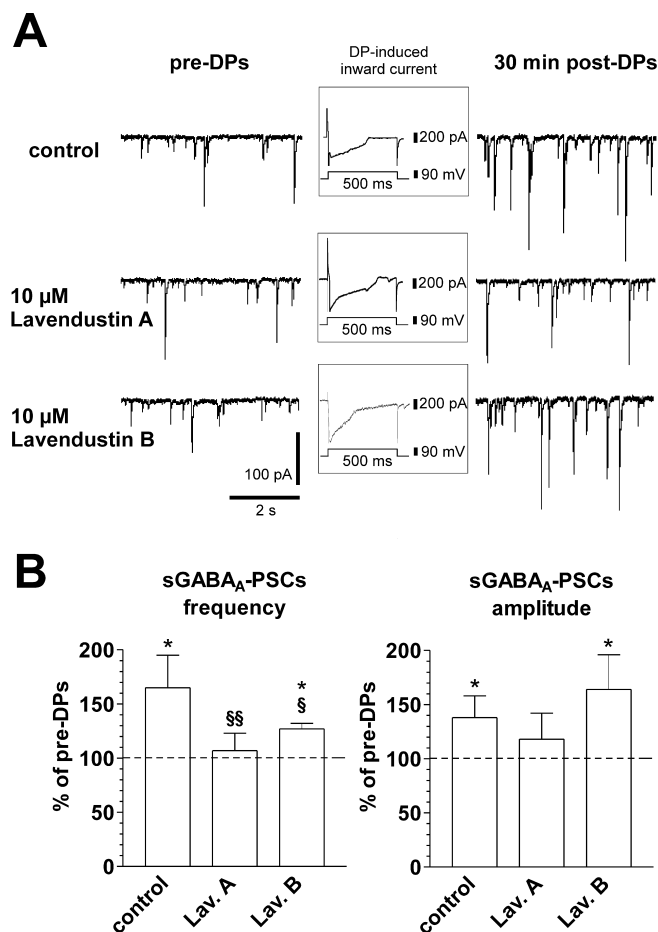 A
pre-DPs
DP-induced
inward current
30 min post-DPs
control
200 pA
90 mV
500 ms
10 µM
Lavendustin A
200 pA
90 mV
500 ms
10 µM
Lavendustin B
200 pA
90 mV
500 ms
100 pA
2 s
B
sGABAA-PSCs
frequency
% of pre-DPs
200
150
100
50
0
*
§§
*
§
control
Lav. A
Lav. B
sGABAA-PSCs
amplitude
% of pre-DPs
200
150
100
50
0
*
*
control
Lav. A
Lav. B